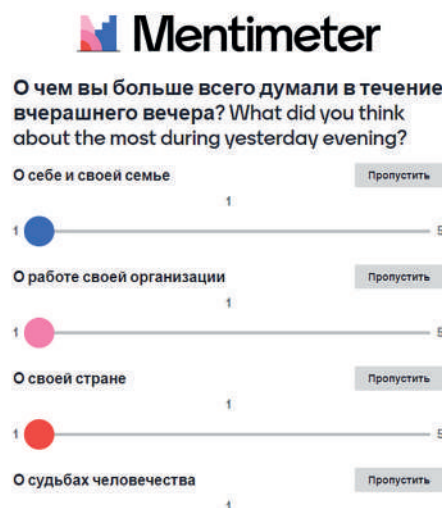 Mentimeter
О чем вы больше всего думали в течение
вчерашнего вечера? What did you think
about the most during yesterday evening?
О себе и своей семье Пропустить
1
1 5
О работе своей организации Пропустить
1
1 5
О своей стране Пропустить
1
1 5
О судьбах человечества Пропустить
1